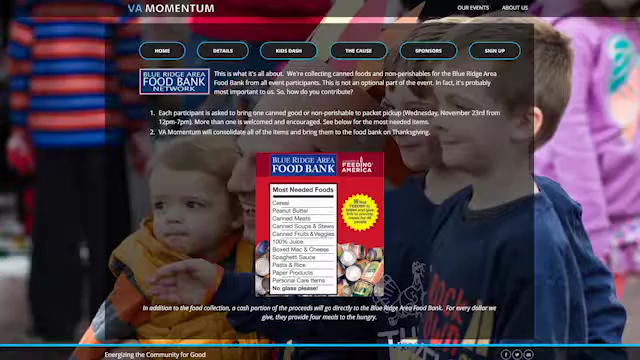 VA MOMENTUM
OUR EVENTS
ABOUT US
HOME
DETAILS
KIDS DASH
THE CAUSE
SPONSORS
SIGN UP
BLUE RIDGE AREA
FOOD BANK
NETWORK
This is what it's all about. We're collecting canned foods and non-perishables for the Blue Ridge Area
Food Bank from all event participants. This is not an optional part of the event. In fact, it's probably
most important to us. So, how do you contribute?
1. Each participant is asked to bring one canned good or non-perishable to packet pickup (Wednesday, November 23rd from
12pm-7pm). More than one is welcomed and encouraged. See below for the most needed items.
2. VA Momentum will consolidate all of the items and bring them to the food bank on Thanksgiving.
BLUE RIDGE AREA
FOOD BANK
FEEDING
AMERICA
Most Needed Foods
Cereal
Peanut Butter
Canned Meats
Canned Soups & Stews
Canned Fruits &Veggies
100% Juice
Boxed Mac & Cheese
Spaghetti Sauce
Pasta & Rice
Paper Products
Personal Care Items
No glass please!
In addition to the food collection, a cash portion of the proceeds will go directly to the Blue Ridge Area Food Bank. For every dollar we
give, they provide four meals to the hungry.
Energizing the Community for Good